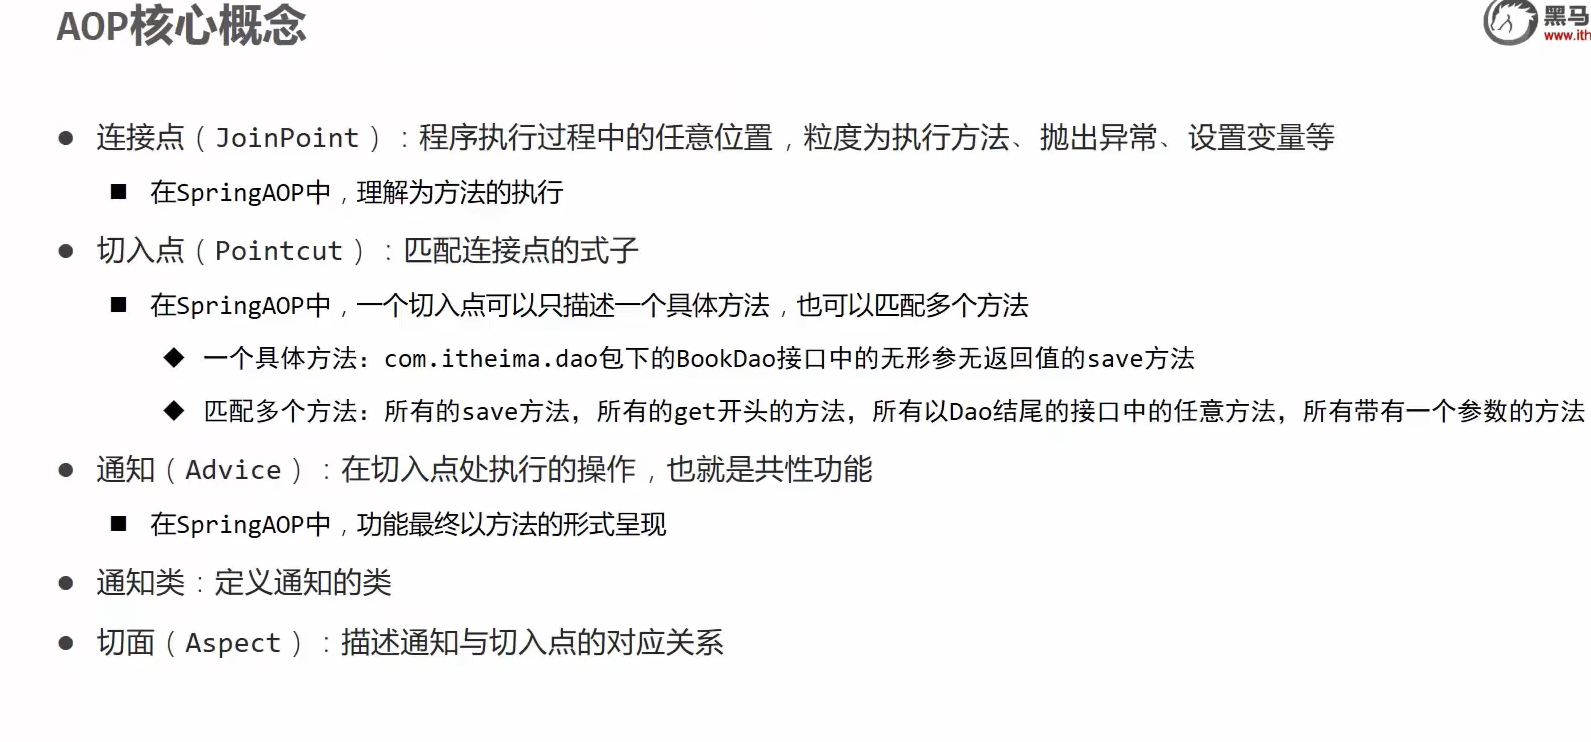 AOP核心概念
黑马
www.ith
连接点（JoinPoint）：程序执行过程中的任意位置，粒度为执行方法、抛出异常、设置变量等
在SpringAOP中，理解为方法的执行
切入点（Pointcut）：匹配连接点的式子
在SpringAOP中，一个切入点可以只描述一个具体方法，也可以匹配多个方法
一个具体方法：com.itheima.dao包下的BookDao接口中的无形参无返回值的save方法
匹配多个方法：所有的save方法，所有的get开头的方法，所有以Dao结尾的接口中的任意方法，所有带有一个参数的方法
通知（Advice）：在切入点处执行的操作，也就是共性功能
在SpringAOP中，功能最终以方法的形式呈现
通知类：定义通知的类
切面（Aspect）：描述通知与切入点的对应关系